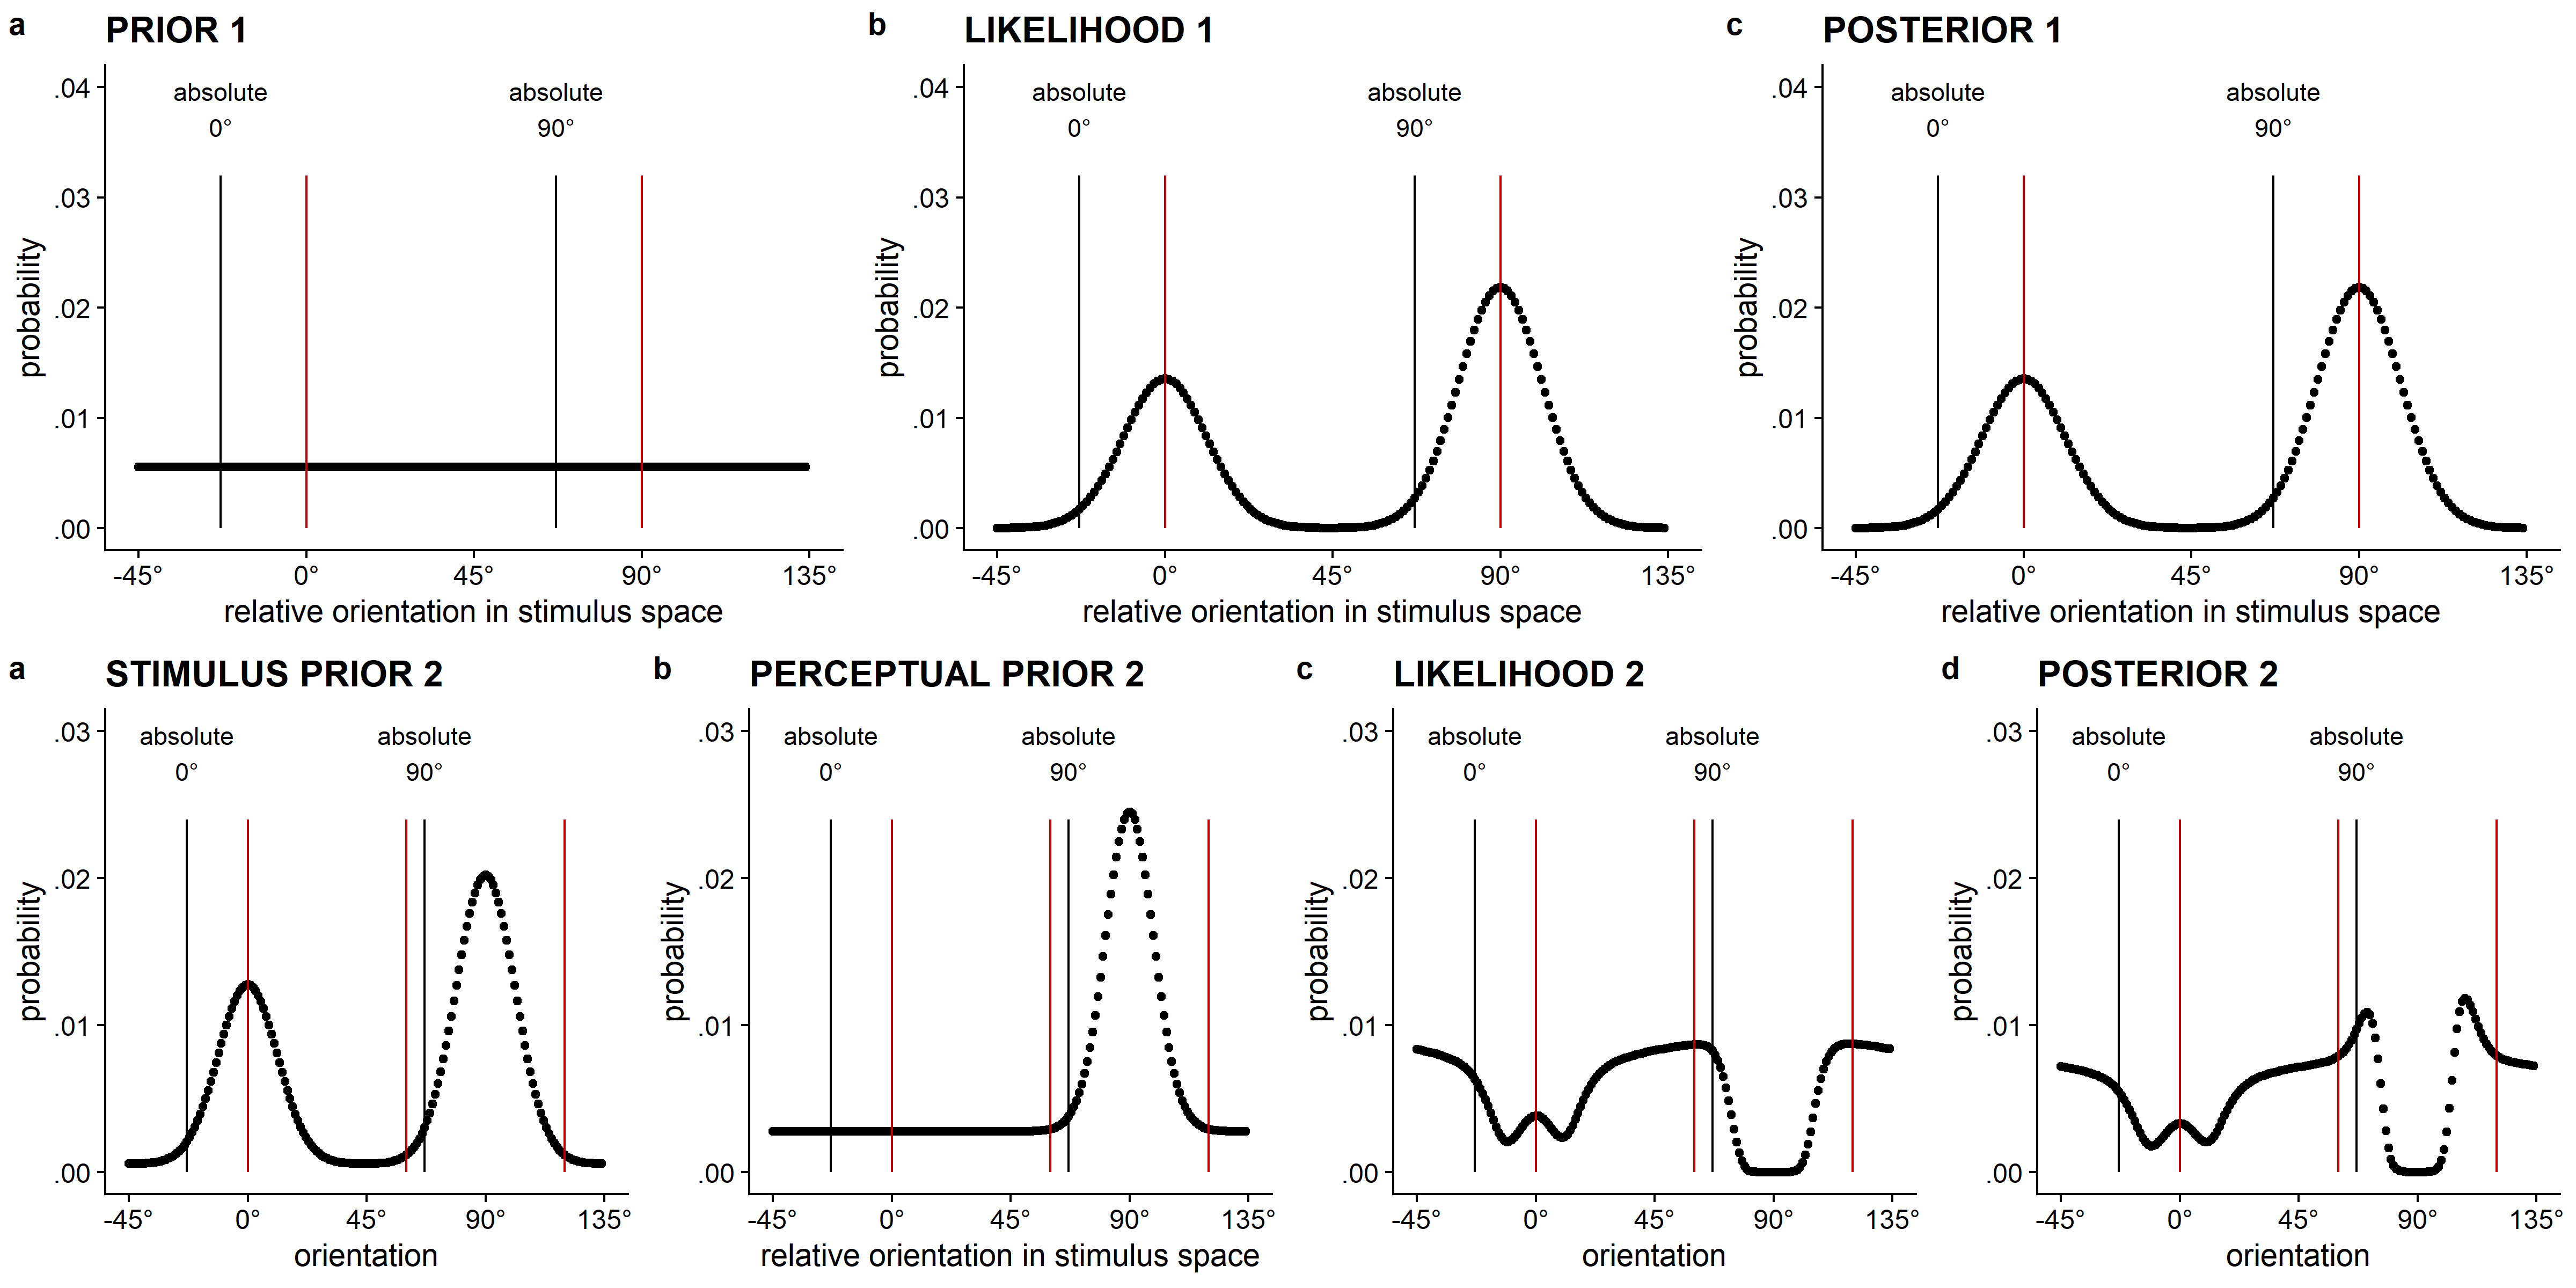 a PRIOR 1
absolute absolute
0° 90°
.04
.03
.02
.01
.00
probability
-45° 0° 45° 90° 135°
relative orientation in stimulus space
b LIKELIHOOD 1
absolute absolute
0° 90°
.04
.03
.02
.01
.00
probability
-45° 0° 45° 90° 135°
relative orientation in stimulus space
c POSTERIOR 1
absolute absolute
0° 90°
.04
.03
.02
.01
.00
probability
-45° 0° 45° 90° 135°
relative orientation in stimulus space
a STIMULUS PRIOR 2
absolute absolute
0° 90°
.03
.02
.01
.00
probability
-45° 0° 45° 90° 135°
orientation
b PERCEPTUAL PRIOR 2
absolute absolute
0° 90°
.03
.02
.01
.00
probability
-45° 0° 45° 90° 135°
relative orientation in stimulus space
c LIKELIHOOD 2
absolute absolute
0° 90°
.03
.02
.01
.00
probability
-45° 0° 45° 90° 135°
orientation
d POSTERIOR 2
absolute absolute
0° 90°
.03
.02
.01
.00
probability
-45° 0° 45° 90° 135°
orientation